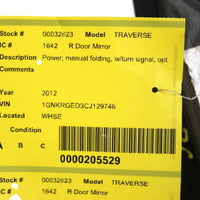 Stock # 00032623 Model TRAVERSE
IC # 1642 R Door Mirror
Description Power; manual folding, w/turn signal, opt
Comments
Year 2012
VIN 1GNKRGED3CJ129746
Located WHSE
A B C
0000205529
Stock # 00032623 Model TRAVERSE
IC # 1642 R Door Mirror